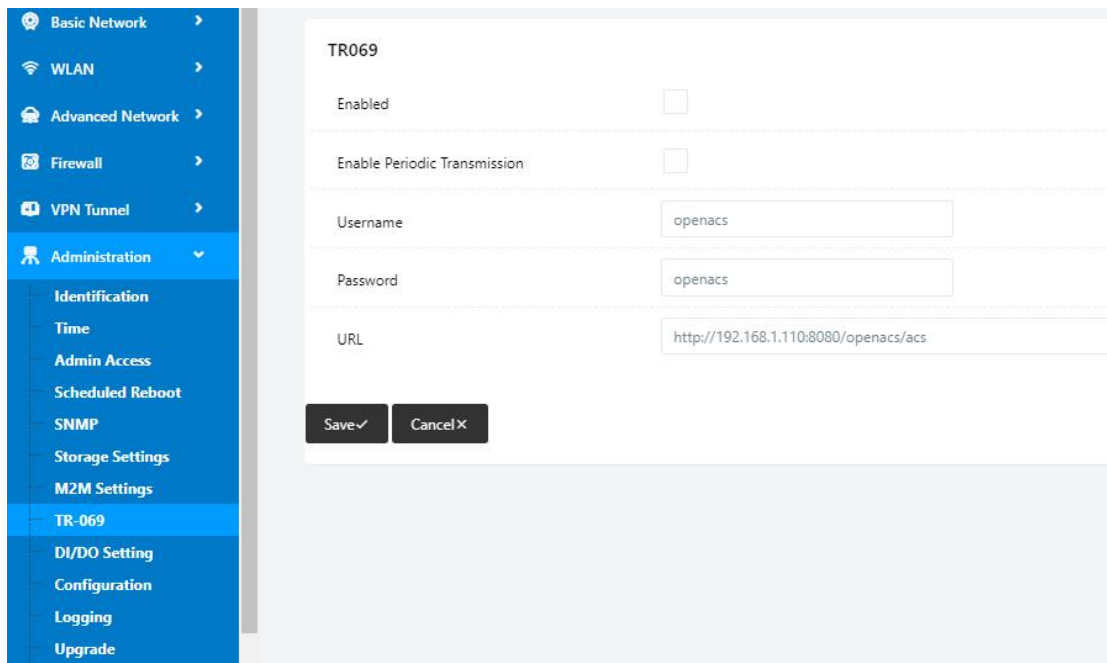 Basic Network
WLAN
Advanced Network
Firewall
VPN Tunnel
Administration
Identification
Time
Admin Access
Scheduled Reboot
SNMP
Storage Settings
M2M Settings
TR-069
DI/DO Setting
Configuration
Logging
Upgrade
TR069
Enabled
Enable Periodic Transmission
Username openacs
Password openacs
URL http://192.168.1.110:8080/openacs/acs
Save✓ Cancel×